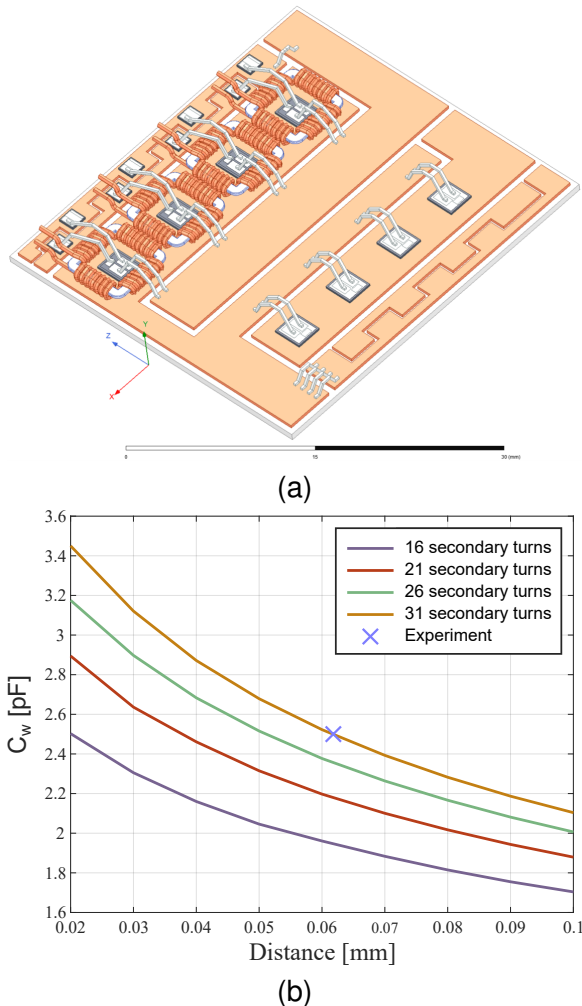 Z
Y
X
0 15 30 (mm)
(a)
3.6
3.4
3.2
3
2.8
2.6
2.4
2.2
2
1.8
1.6
C_w [pF]
16 secondary turns
21 secondary turns
26 secondary turns
31 secondary turns
Experiment
0.02 0.03 0.04 0.05 0.06 0.07 0.08 0.09 0.1
Distance [mm]
(b)